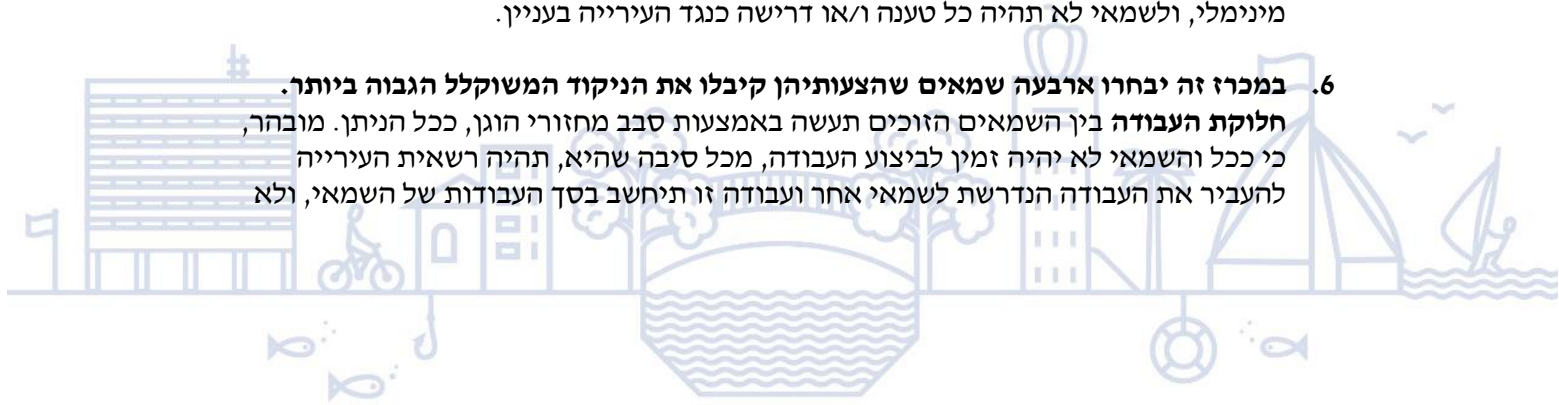 מינימלי, ולשמאי לא תהיה כל טענה ו/או דרישה כנגד העירייה בעניין.
6. במכרז זה יבחרו ארבעה שמאים שהצעותיהן קיבלו את הניקוד המשוקלל הגבוה ביותר.
חלוקת העבודה בין השמאים הזוכים תעשה באמצעות סבב מחזורי הוגן, ככל הניתן. מובהר,
כי ככל והשמאי לא יהיה זמין לביצוע העבודה, מכל סיבה שהיא, תהיה רשאית העירייה
להעביר את העבודה הנדרשת לשמאי אחר ועבודה זו תיחשב בסך העבודות של השמאי, ולא